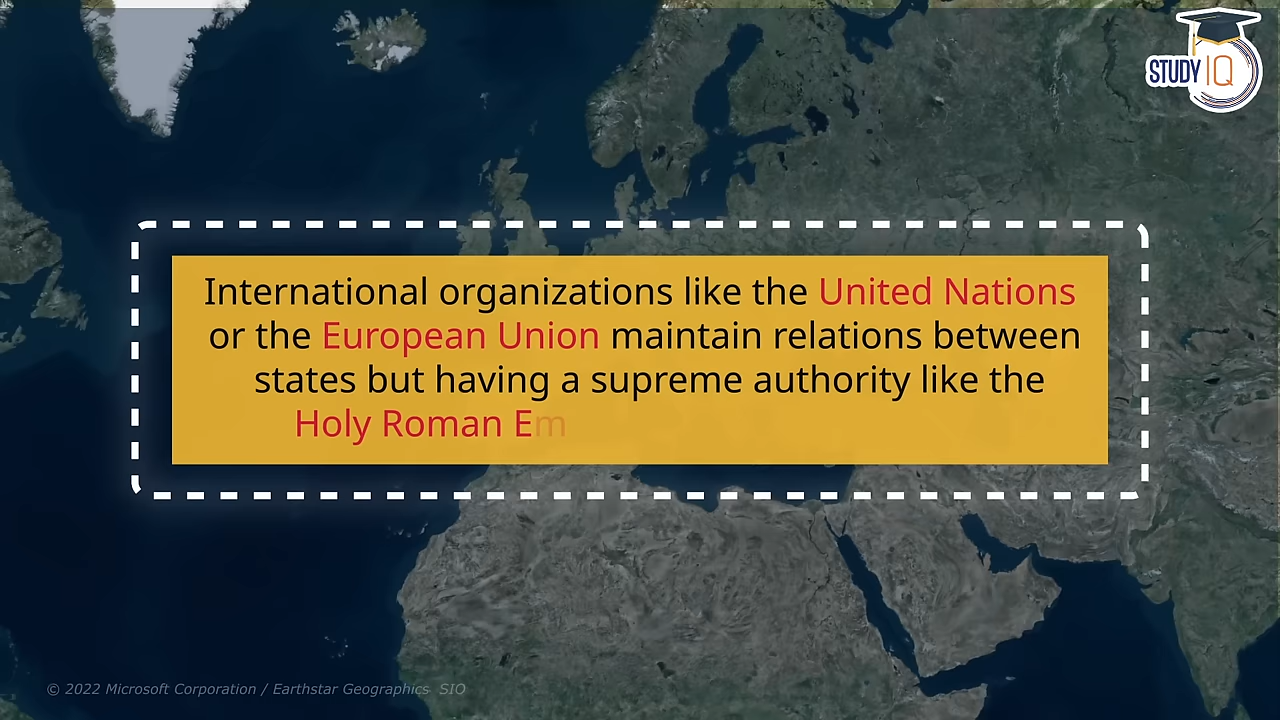 STUDY IQ
International organizations like the United Nations
or the European Union maintain relations between
states but having a supreme authority like the
Holy Roman Em
© 2022 Microsoft Corporation / Earthstar Geographics SIO